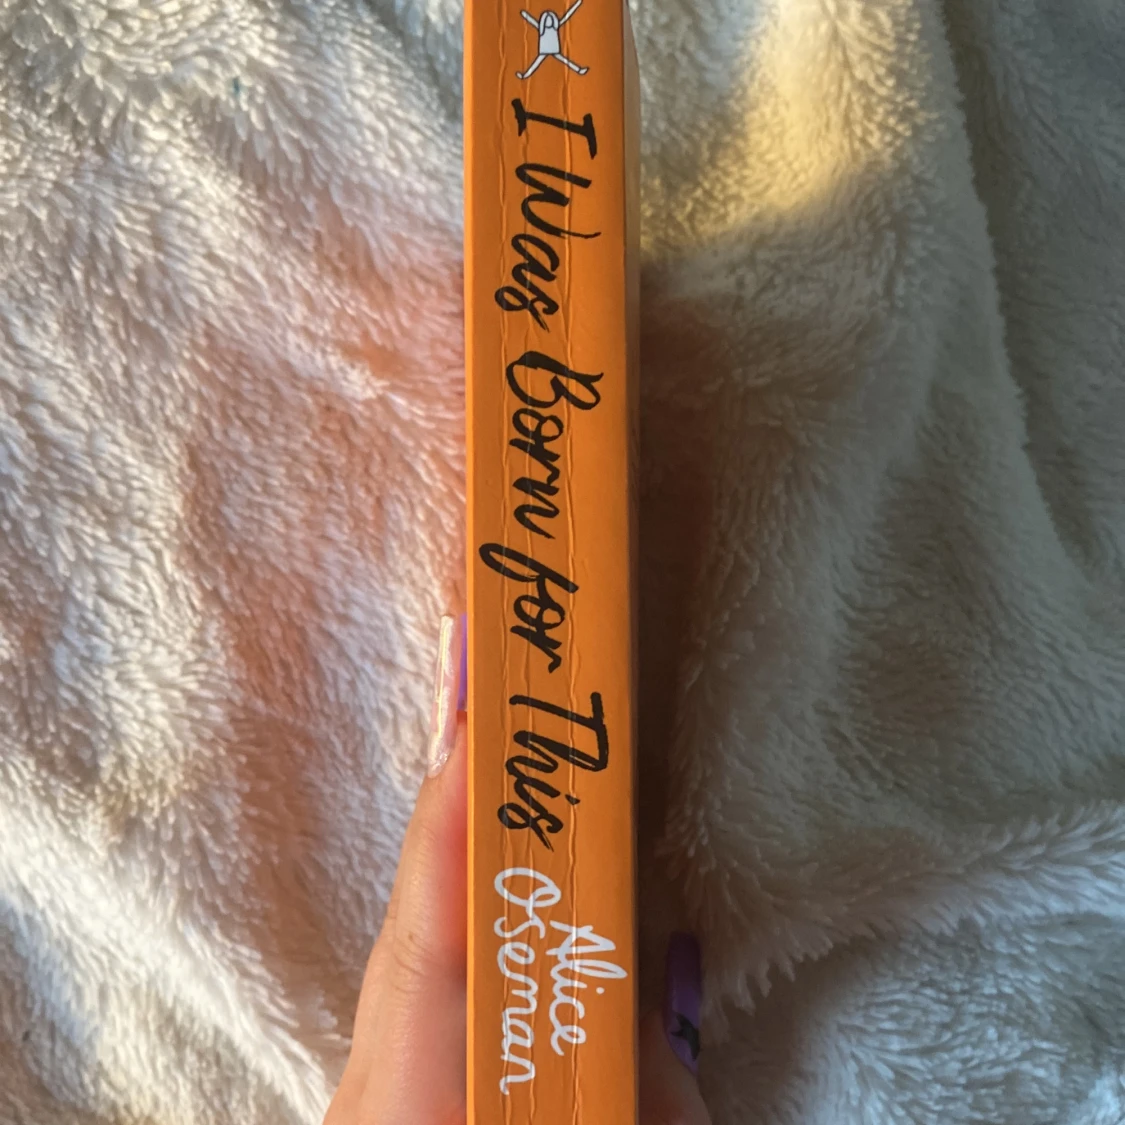 I Was Born for This
Alice
Oseman